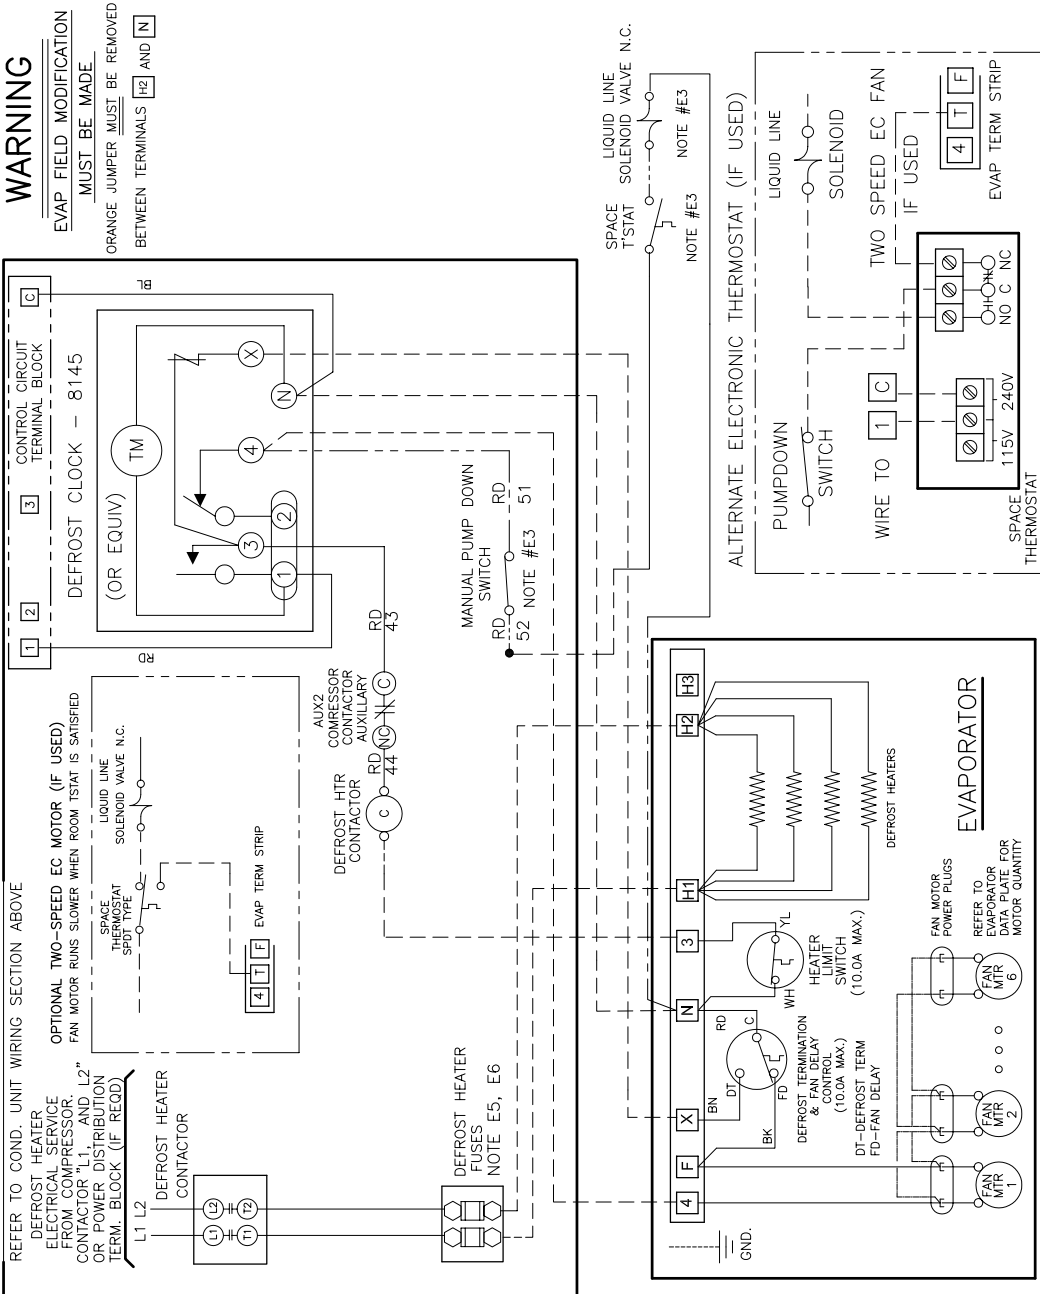 WARNING
EVAP FIELD MODIFICATION
MUST BE MADE
ORANGE JUMPER MUST BE REMOVED
BETWEEN TERMINALS H2 AND N
1
2
3
C
CONTROL CIRCUIT
TERMINAL BLOCK
RD
BL
DEFROST CLOCK - 8145
(OR EQUIV)
TM
1
2
3
4
N
X
REFER TO COND. UNIT WIRING SECTION ABOVE
DEFROST HEATER
ELECTRICAL SERVICE
FROM COMPRESSOR.
CONTACTOR "L1, AND L2"
OR POWER DISTRIBUTION
TERM. BLOCK (IF REQD)
OPTIONAL TWO-SPEED EC MOTOR (IF USED)
FAN MOTOR RUNS SLOWER WHEN ROOM TSTAT IS SATISFIED
SPACE
THERMOSTAT
SPDT TYPE
LIQUID LINE
SOLENOID VALVE N.C.
4 T F
EVAP TERM STRIP
L1 L2
DEFROST HEATER
CONTACTOR
L1 T1
L2 T2
DEFROST HEATER
FUSES
NOTE E5, E6
DEFROST HTR
CONTACTOR
C
RD
44
NC
C
AUX2
COMRESSOR
CONTACTOR
AUXILLARY
RD
43
MANUAL PUMP DOWN
SWITCH
RD
52
NOTE #E3
RD
51
SPACE
T'STAT
NOTE #E3
LIQUID LINE
SOLENOID VALVE N.C.
NOTE #E3
ALTERNATE ELECTRONIC THERMOSTAT (IF USED)
PUMPDOWN
SWITCH
LIQUID LINE
SOLENOID
WIRE TO 1 C
TWO SPEED EC FAN
IF USED
4 T F
EVAP TERM STRIP
115V 240V
NO C NC
SPACE
THERMOSTAT
GND.
4
F
X
N
3
H1
H2
H3
BK
BN
RD
DT
FD
C
WH
YL
DEFROST TERMINATION
& FAN DELAY
CONTROL
(10.0A MAX.)
DT-DEFROST TERM
FD-FAN DELAY
HEATER
LIMIT
SWITCH
(10.0A MAX.)
DEFROST HEATERS
EVAPORATOR
FAN
MTR
1
FAN
MTR
2
FAN
MTR
6
FAN MOTOR
POWER PLUGS
REFER TO
EVAPORATOR
DATA PLATE FOR
MOTOR QUANTITY